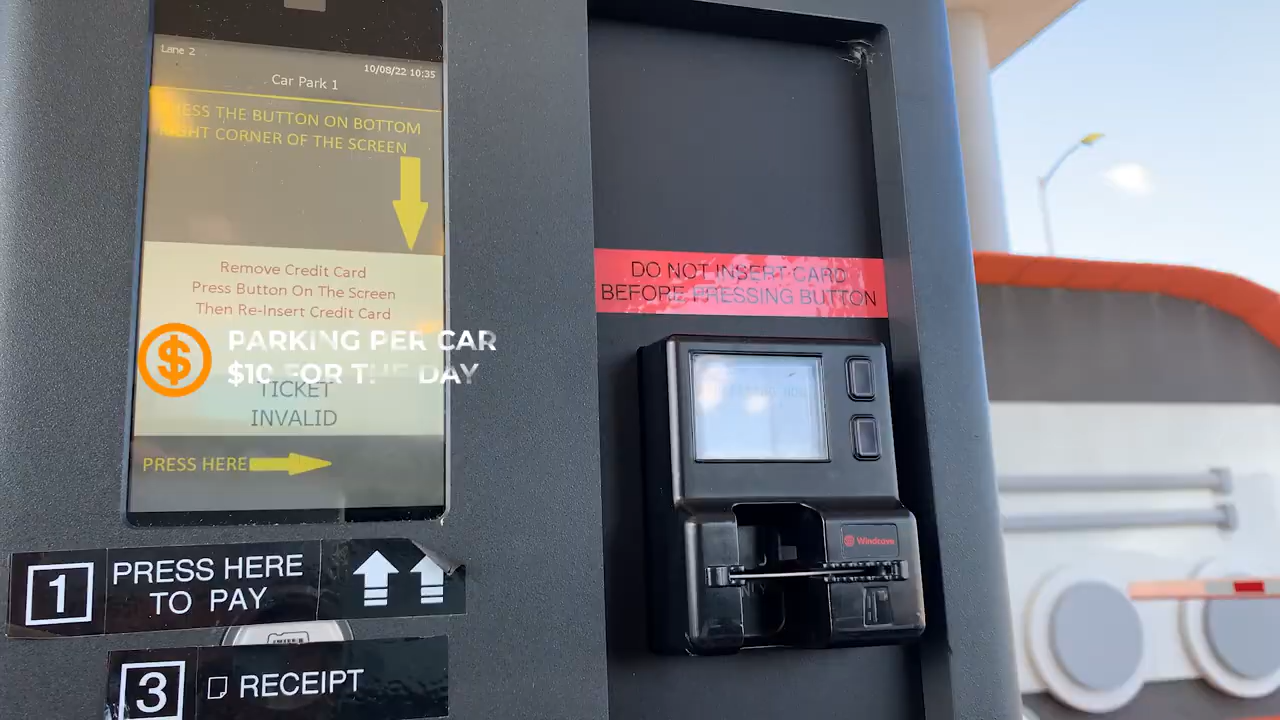 Lane 2
10/08/22 10:35
Car Park 1
PRESS THE BUTTON ON BOTTOM
RIGHT CORNER OF THE SCREEN
Remove Credit Card
Press Button On The Screen
Then Re-Insert Credit Card
PARKING PER CAR
$10 FOR THE DAY
TICKET
INVALID
PRESS HERE
DO NOT INSERT CARD
BEFORE PRESSING BUTTON
Windcave
1 PRESS HERE
TO PAY
3 RECEIPT